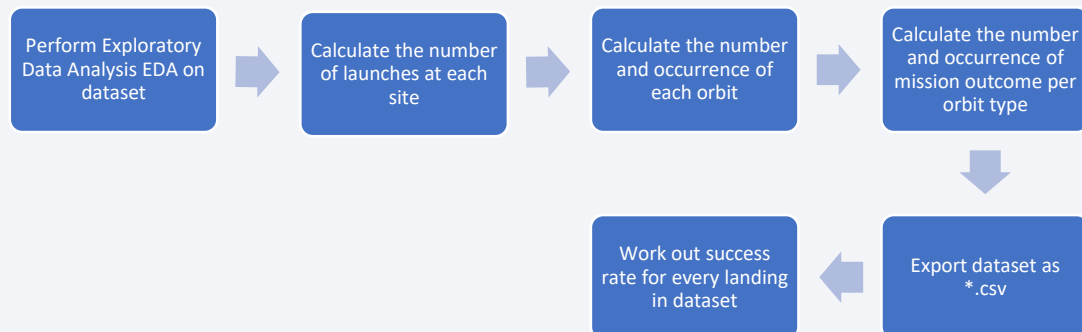 Perform Exploratory
Data Analysis EDA on
dataset
Calculate the number
of launches at each
site
Calculate the number
and occurrence of
each orbit
Calculate the number
and occurrence of
mission outcome per
orbit type
Export dataset as
*.csv
Work out success
rate for every landing
in dataset